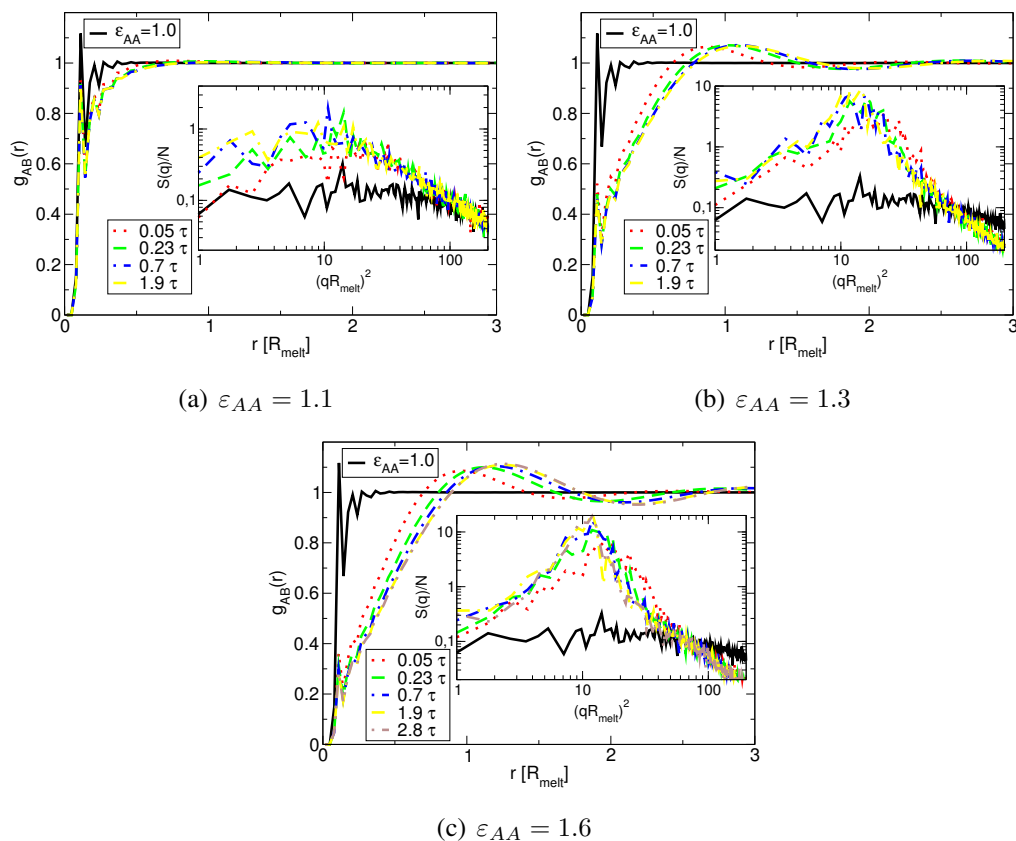 ε_AA=1.0
g_AB(r)
1
0.8
0.6
0.4
0.2
0
0 1 2 3
r [R_melt]
S(q)/N
1
0,1
1 10 100
(qR_melt)²
0.05 τ
0.23 τ
0.7 τ
1.9 τ
(a) ε_AA = 1.1
ε_AA=1.0
g_AB(r)
1
0.8
0.6
0.4
0.2
0
0 1 2 3
r [R_melt]
S(q)/N
10
1
0,1
1 10 100
(qR_melt)²
0.05 τ
0.23 τ
0.7 τ
1.9 τ
(b) ε_AA = 1.3
ε_AA=1.0
g_AB(r)
1
0.8
0.6
0.4
0.2
0
0 1 2 3
r [R_melt]
S(q)/N
10
1
0,1
1 10 100
(qR_melt)²
0.05 τ
0.23 τ
0.7 τ
1.9 τ
2.8 τ
(c) ε_AA = 1.6